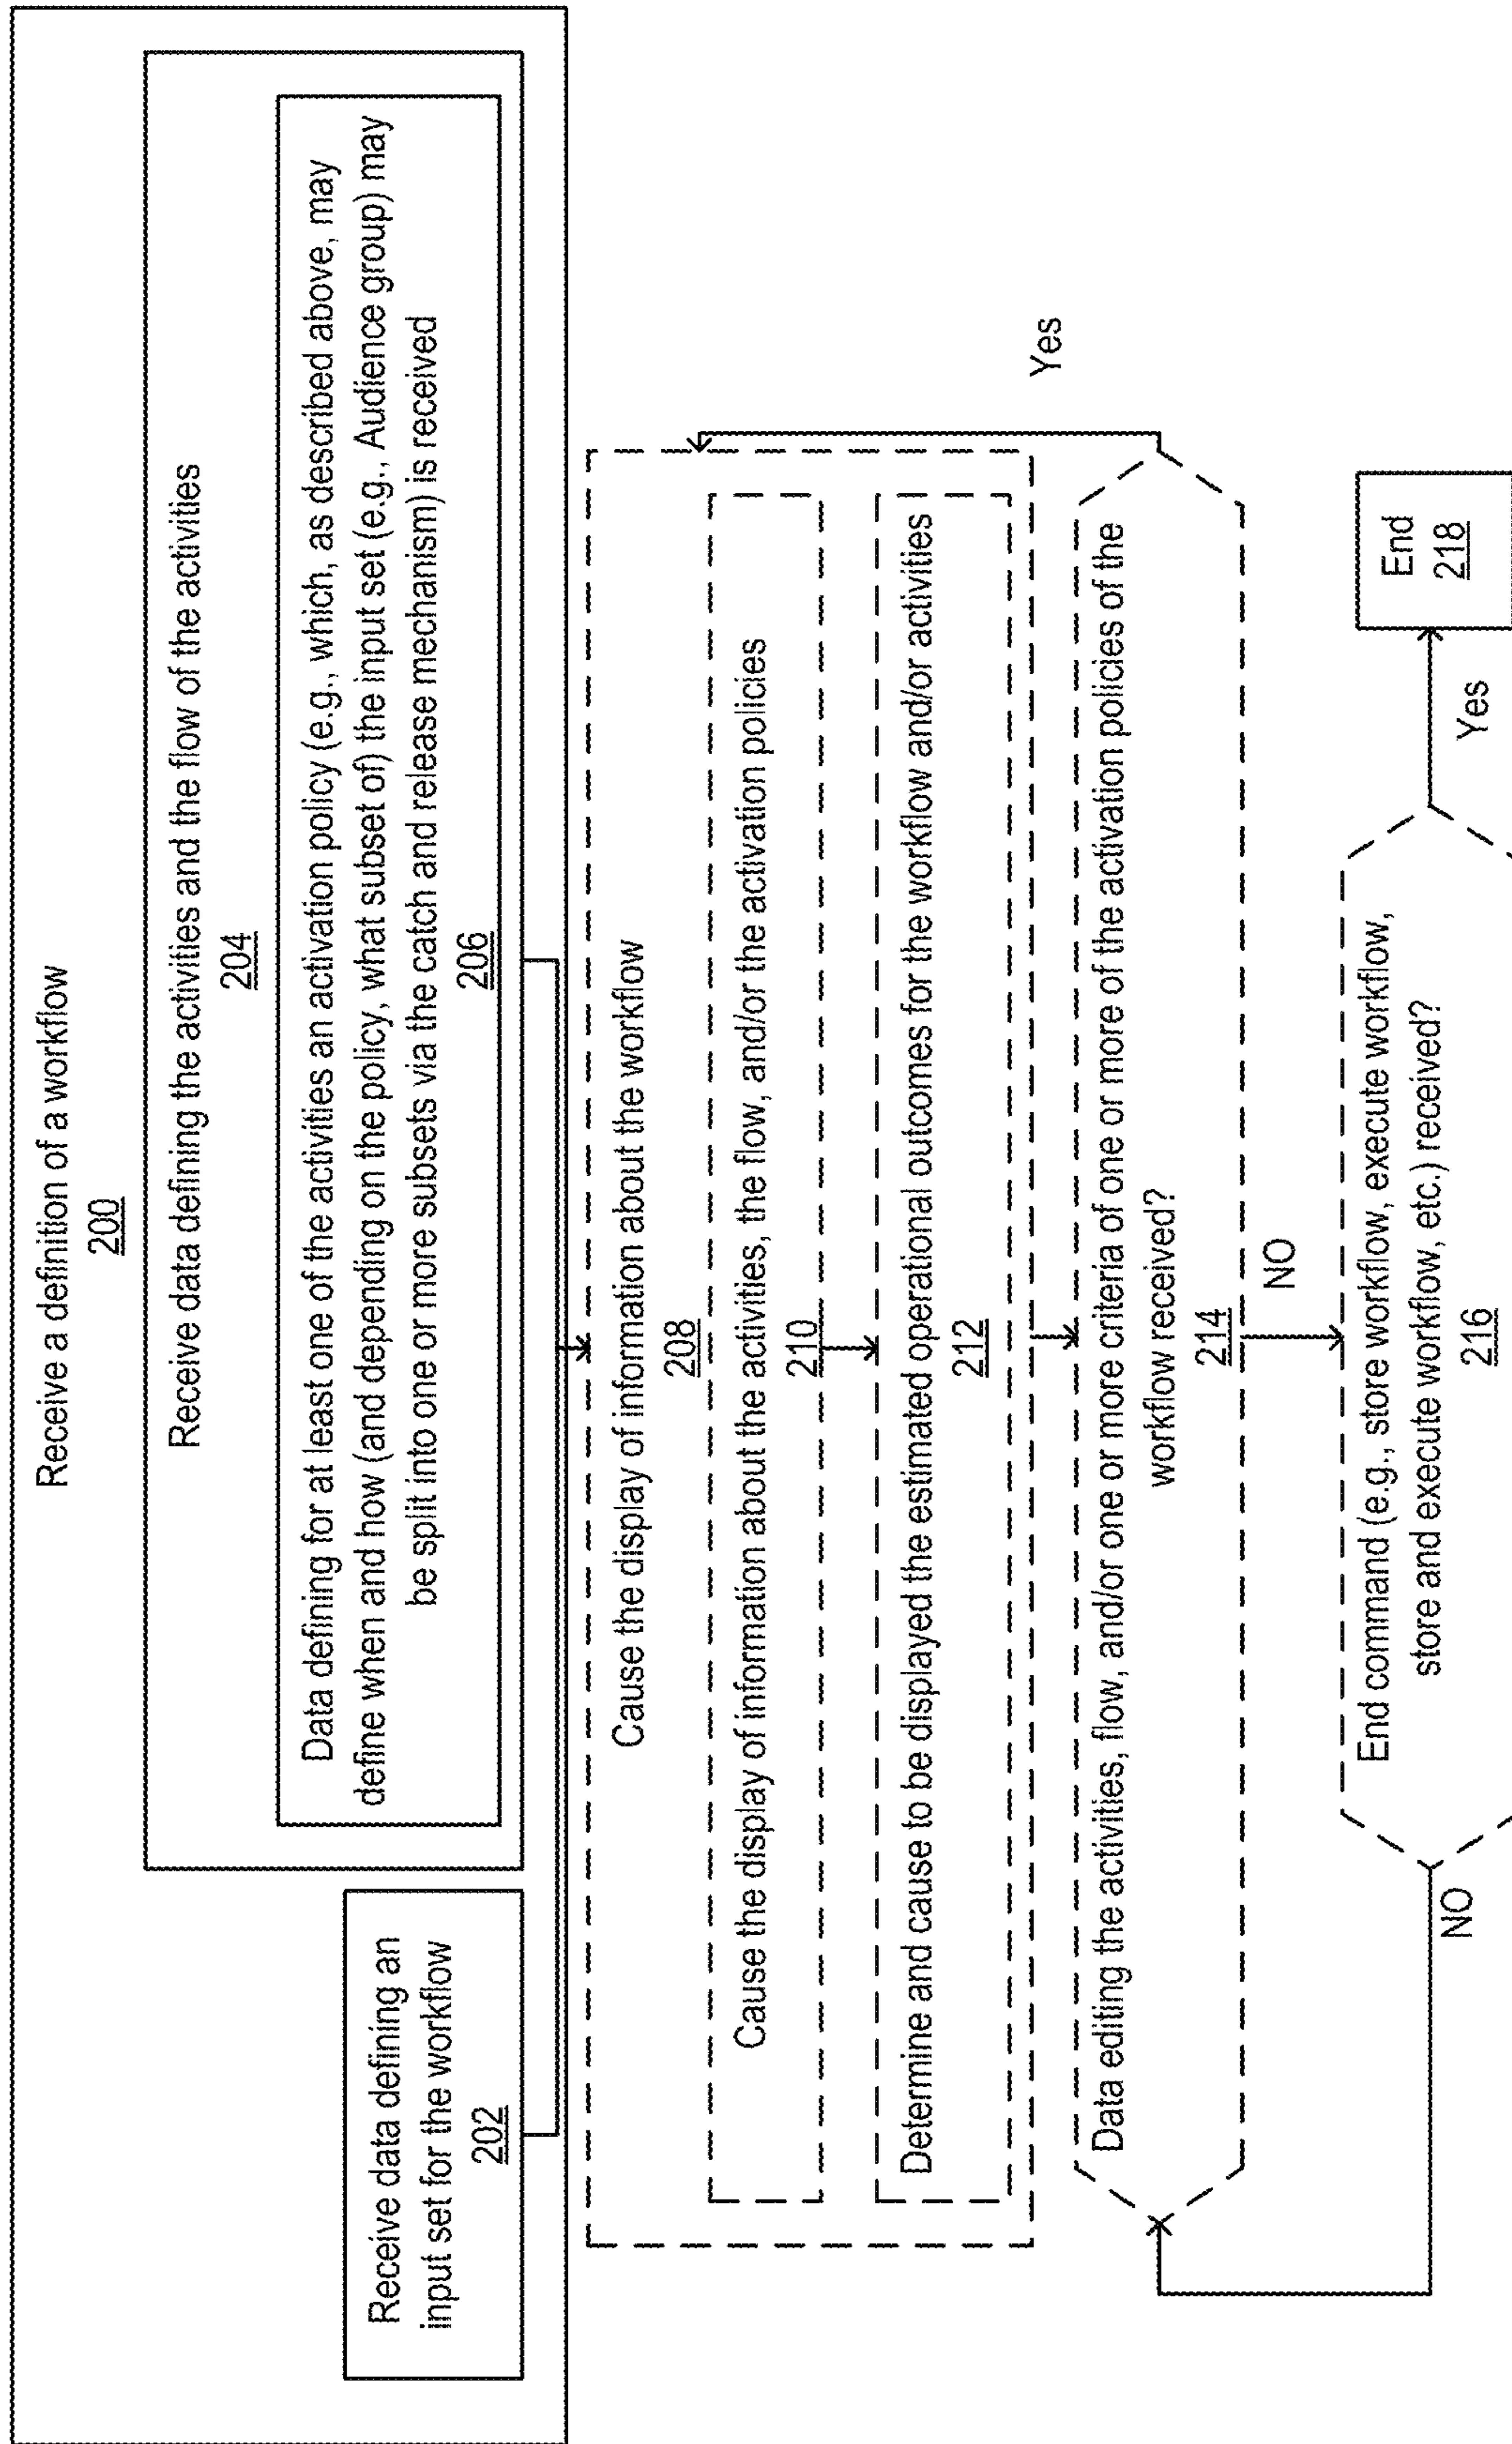 Receive a definition of a workflow
200
Receive data defining an
input set for the workflow
202
Receive data defining the activities and the flow of the activities
204
Data defining for at least one of the activities an activation policy (e.g., which, as described above, may
define when and how (and depending on the policy, what subset of) the input set (e.g., Audience group) may
be split into one or more subsets via the catch and release mechanism) is received
206
Cause the display of information about the workflow
208
Cause the display of information about the activities, the flow, and/or the activation policies
210
Determine and cause to be displayed the estimated operational outcomes for the workflow and/or activities
212
Yes
Data editing the activities, flow, and/or one or more criteria of one or more of the activation policies of the
workflow received?
214
NO
End command (e.g., store workflow, execute workflow,
store and execute workflow, etc.) received?
216
NO
Yes
End
218